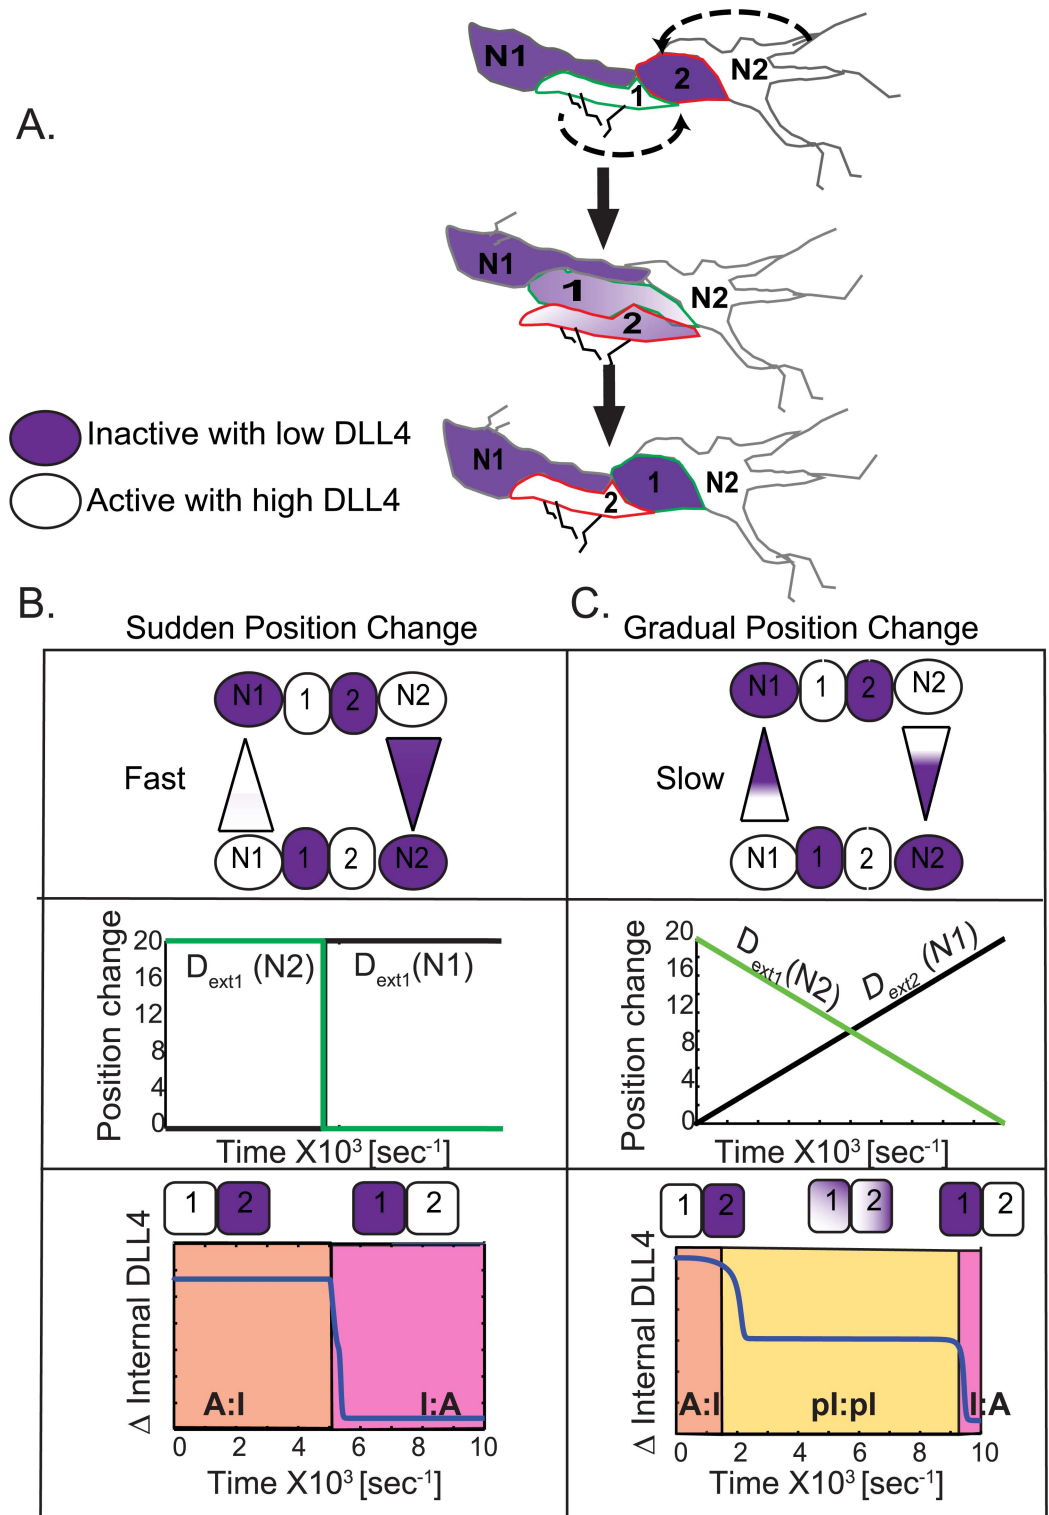 A.
N1
1
2
N2
N1
1
2
N2
N1
2
1
N2
Inactive with low DLL4
Active with high DLL4
B.
Sudden Position Change
N1 1 2 N2
Fast
N1 1 2 N2
Position change
20
16
12
8
4
0
Dext1 (N2)
Dext1(N1)
Time X10³ [sec⁻¹]
1 2
1 2
Δ Internal DLL4
A:I
I:A
0 2 4 6 8 10
Time X10³ [sec⁻¹]
C.
Gradual Position Change
N1 1 2 N2
Slow
N1 1 2 N2
Position change
20
16
12
8
4
0
Dext1(N2)
Dext2(N1)
Time X10³ [sec⁻¹]
1 2
1 2
1 2
Δ Internal DLL4
A:I
pI:pI
I:A
0 2 4 6 8 10
Time X10³ [sec⁻¹]